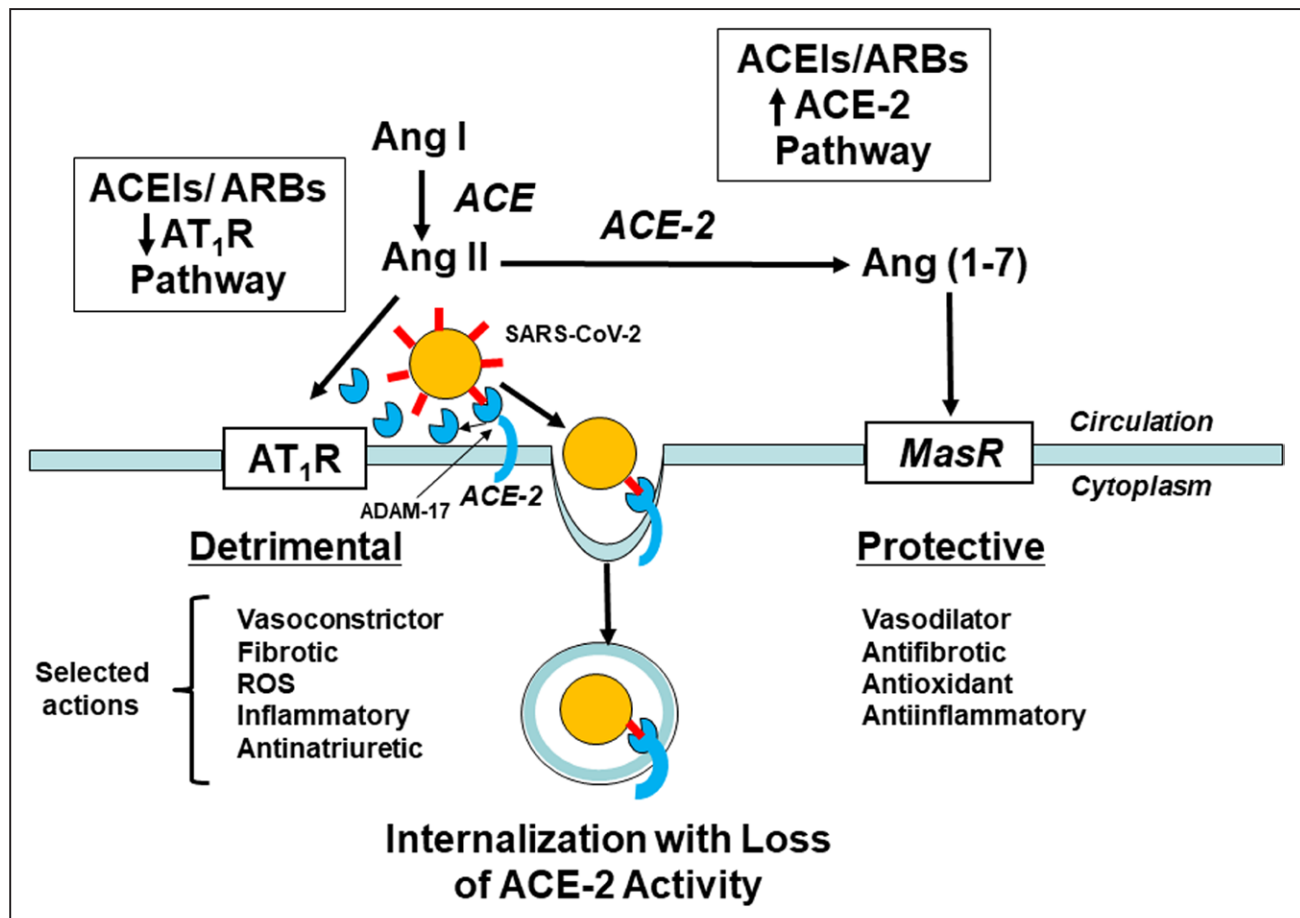 ACEIs/ARBs
↑ ACE-2
Pathway
Ang I
ACEIs/ ARBs
↓AT₁R
Pathway
ACE
ACE-2
Ang II
Ang (1-7)
SARS-CoV-2
Circulation
AT₁R
MasR
Cytoplasm
ACE-2
ADAM-17
Detrimental
Protective
Selected
actions
Vasoconstrictor
Fibrotic
ROS
Inflammatory
Antinatriuretic
Vasodilator
Antifibrotic
Antioxidant
Antiinflammatory
Internalization with Loss
of ACE-2 Activity